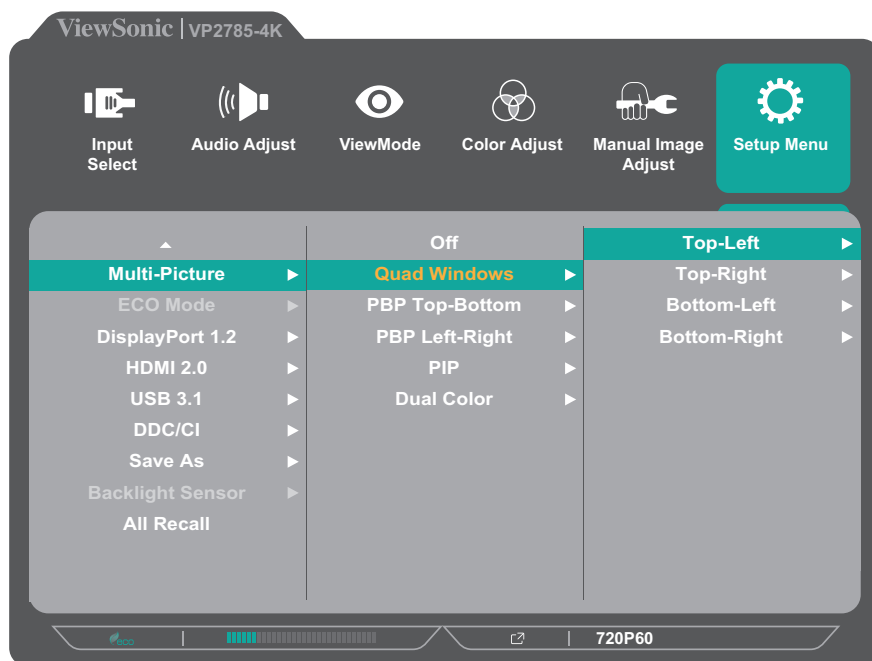 ViewSonic | VP2785-4K
Input Select
Audio Adjust
ViewMode
Color Adjust
Manual Image Adjust
Setup Menu
Multi-Picture
ECO Mode
DisplayPort 1.2
HDMI 2.0
USB 3.1
DDC/CI
Save As
Backlight Sensor
All Recall
Off
Quad Windows
PBP Top-Bottom
PBP Left-Right
PIP
Dual Color
Top-Left
Top-Right
Bottom-Left
Bottom-Right
eco
720P60